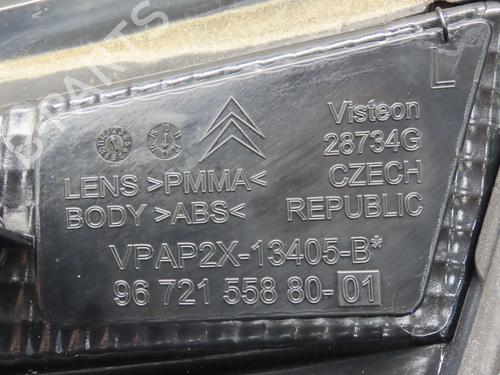 L
Visteon
28734G
LENS >PMMA< CZECH
BODY >ABS< REPUBLIC
VPAP2X-13405-B*
96 721 558 80-01